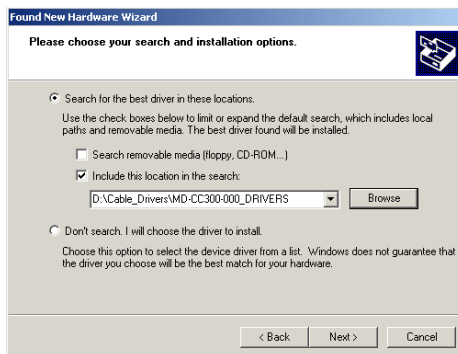 Found New Hardware Wizard
Please choose your search and installation options.
Search for the best driver in these locations.
Use the check boxes below to limit or expand the default search, which includes local
paths and removable media. The best driver found will be installed.
Search removable media (floppy, CD-ROM...)
Include this location in the search:
D:\Cable_Drivers\MD-CC300-000_DRIVERS
Browse
Don't search. I will choose the driver to install.
Choose this option to select the device driver from a list. Windows does not guarantee that
the driver you choose will be the best match for your hardware.
< Back
Next >
Cancel